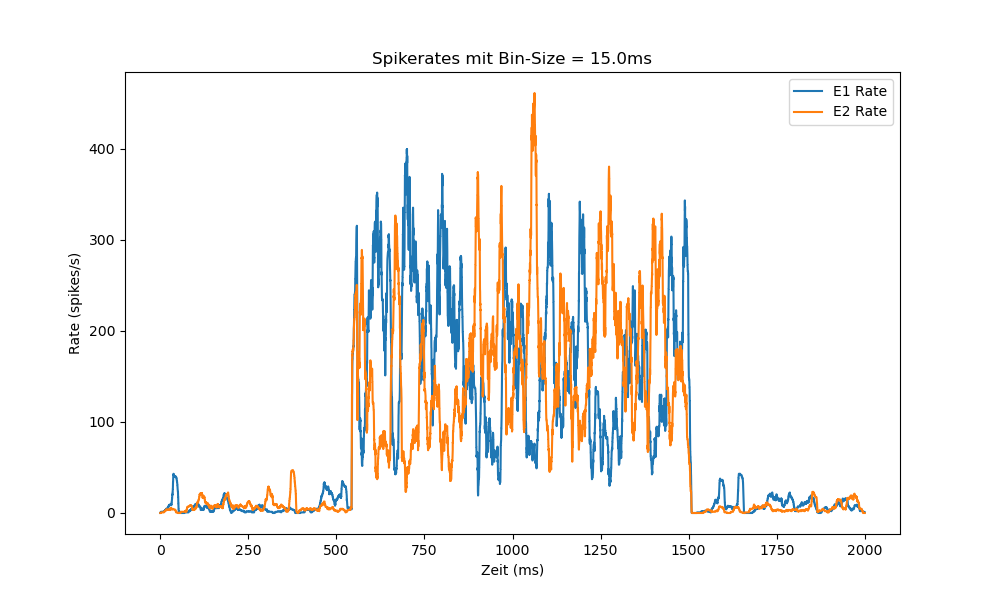 Spikerates mit Bin-Size = 15.0ms
E1 Rate
E2 Rate
Rate (spikes/s)
400
300
200
100
0
0 250 500 750 1000 1250 1500 1750 2000
Zeit (ms)